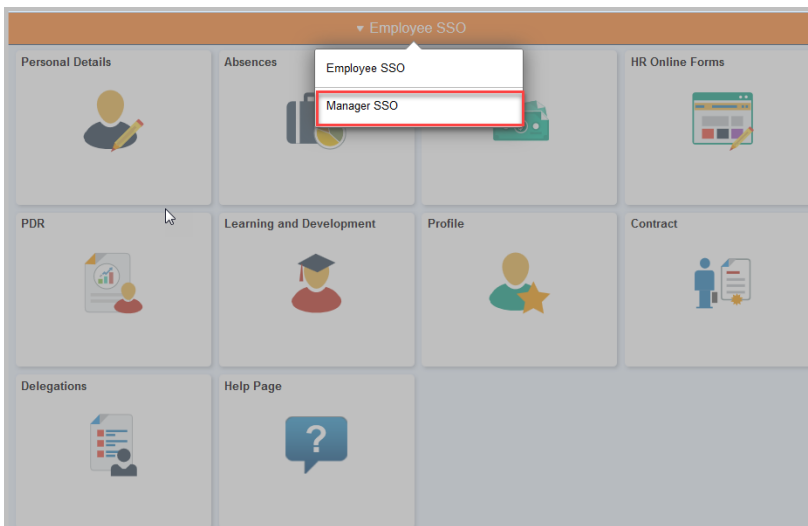 Employee SSO
Personal Details
Absences
Employee SSO
Manager SSO
HR Online Forms
PDR
Learning and Development
Profile
Contract
Delegations
Help Page
?